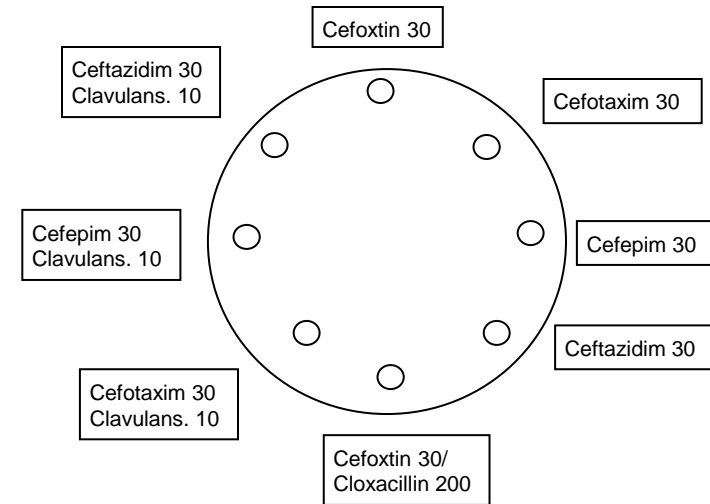 Cefoxtin 30
Ceftazidim 30
Clavulans. 10
Cefotaxim 30
Cefepim 30
Clavulans. 10
Cefepim 30
Ceftazidim 30
Cefotaxim 30
Clavulans. 10
Cefoxtin 30/
Cloxacillin 200